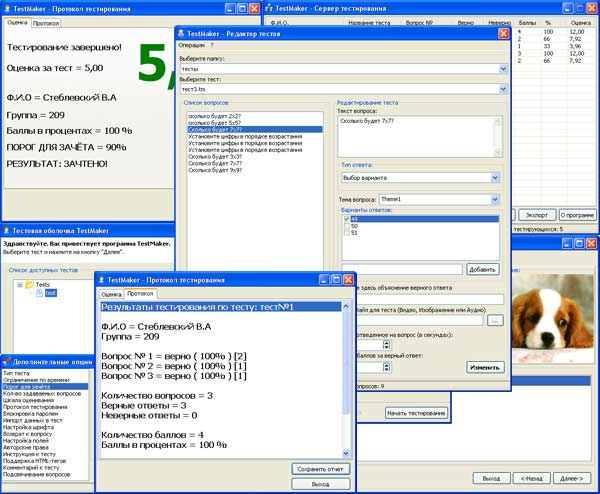 TestMaker - Протокол тестирования
Оценка
Протокол
Тестирование завершено!
Оценка за тест = 5,00
5,
Ф.И.О = Стеблевский В.А
Группа = 209
Баллы в процентах = 100 %
ПОРОГ ДЛЯ ЗАЧЁТА = 90%
РЕЗУЛЬТАТ: ЗАЧТЕНО!
TestMaker - Сервер тестирования
Ф.И.О.
Название теста
Вопрос №
Верно
Неверно
Баллы
%
Оценка
4 100 12,00
2 66 7,92
1 33 3,96
3 100 12,00
2 66 7,92
Экспорт
О программе
тестирующихся: 5
TestMaker - Редактор тестов
Операции ?
Выберите папку:
тесты
Выберите тест:
тест3.tm
Список вопросов
сколько будет 2x2?
сколько будет 5x5?
Сколько будет 7x7?
Установите цифры в порядке возрастания
Установите цифры в порядке возрастания
Установите цифры в порядке возрастания
Сколько будет 3x3?
Сколько будет 7x7?
Сколько будет 9x9?
Редактирование теста
Текст вопроса:
Сколько будет 7x7?
Тип ответа:
Выбор варианта
Тема вопроса:
Theme1
Варианты ответов:
49
50
51
Добавить
здесь объяснение верного ответа
для теста (Видео, Изображение или Аудио)
...
отведенное на вопрос (в секундах):
баллов за верный ответ:
Изменить
вопросов: 9
Начать тестирование
Тестовая оболочка TestMaker
Здравствуйте. Вас приветствует программа TestMaker.
Выберите тест и нажмите на кнопку "Далее".
Список доступных тестов
Tests
test
Дополнительные опции
Тип теста
Ограничение по времени
Порог для зачёта
Кол-во задаваемых вопросов
Шкала оценивания
Протокол тестирования
Блокировка паролем
Импорт данных в тест
Настройка шрифта
Возврат к вопросу
Настройка полей
Авторские права
Инструкция к тесту
Поддержка HTML-тегов
Комментарий к тесту
Подсвечивание вопросов
TestMaker - Протокол тестирования
Оценка
Протокол
Результаты тестирования по тесту: тест№1
Ф.И.О = Стеблевский В.А
Группа = 209
Вопрос № 1 = верно ( 100% ) [2]
Вопрос № 2 = верно ( 100% ) [1]
Вопрос № 3 = верно ( 100% ) [1]
Количество вопросов = 3
Верные ответы = 3
Неверные ответы = 0
Количество баллов = 4
Баллы в процентах = 100 %
Сохранить отчет
Выход
Выход
<-Назад
Далее->